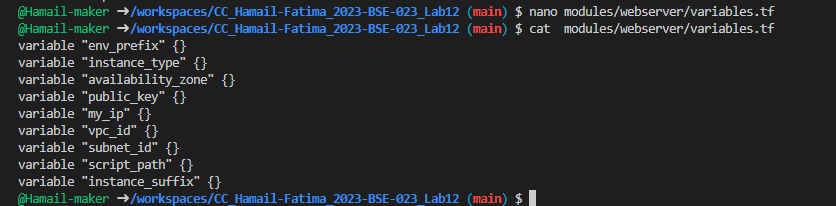 @Hamail-maker ➜/workspaces/CC_Hamail-Fatima_2023-BSE-023_Lab12 (main) $ nano modules/webserver/variables.tf
@Hamail-maker ➜/workspaces/CC_Hamail-Fatima_2023-BSE-023_Lab12 (main) $ cat  modules/webserver/variables.tf
variable "env_prefix" {}
variable "instance_type" {}
variable "availability_zone" {}
variable "public_key" {}
variable "my_ip" {}
variable "vpc_id" {}
variable "subnet_id" {}
variable "script_path" {}
variable "instance_suffix" {}
@Hamail-maker ➜/workspaces/CC_Hamail-Fatima_2023-BSE-023_Lab12 (main) $